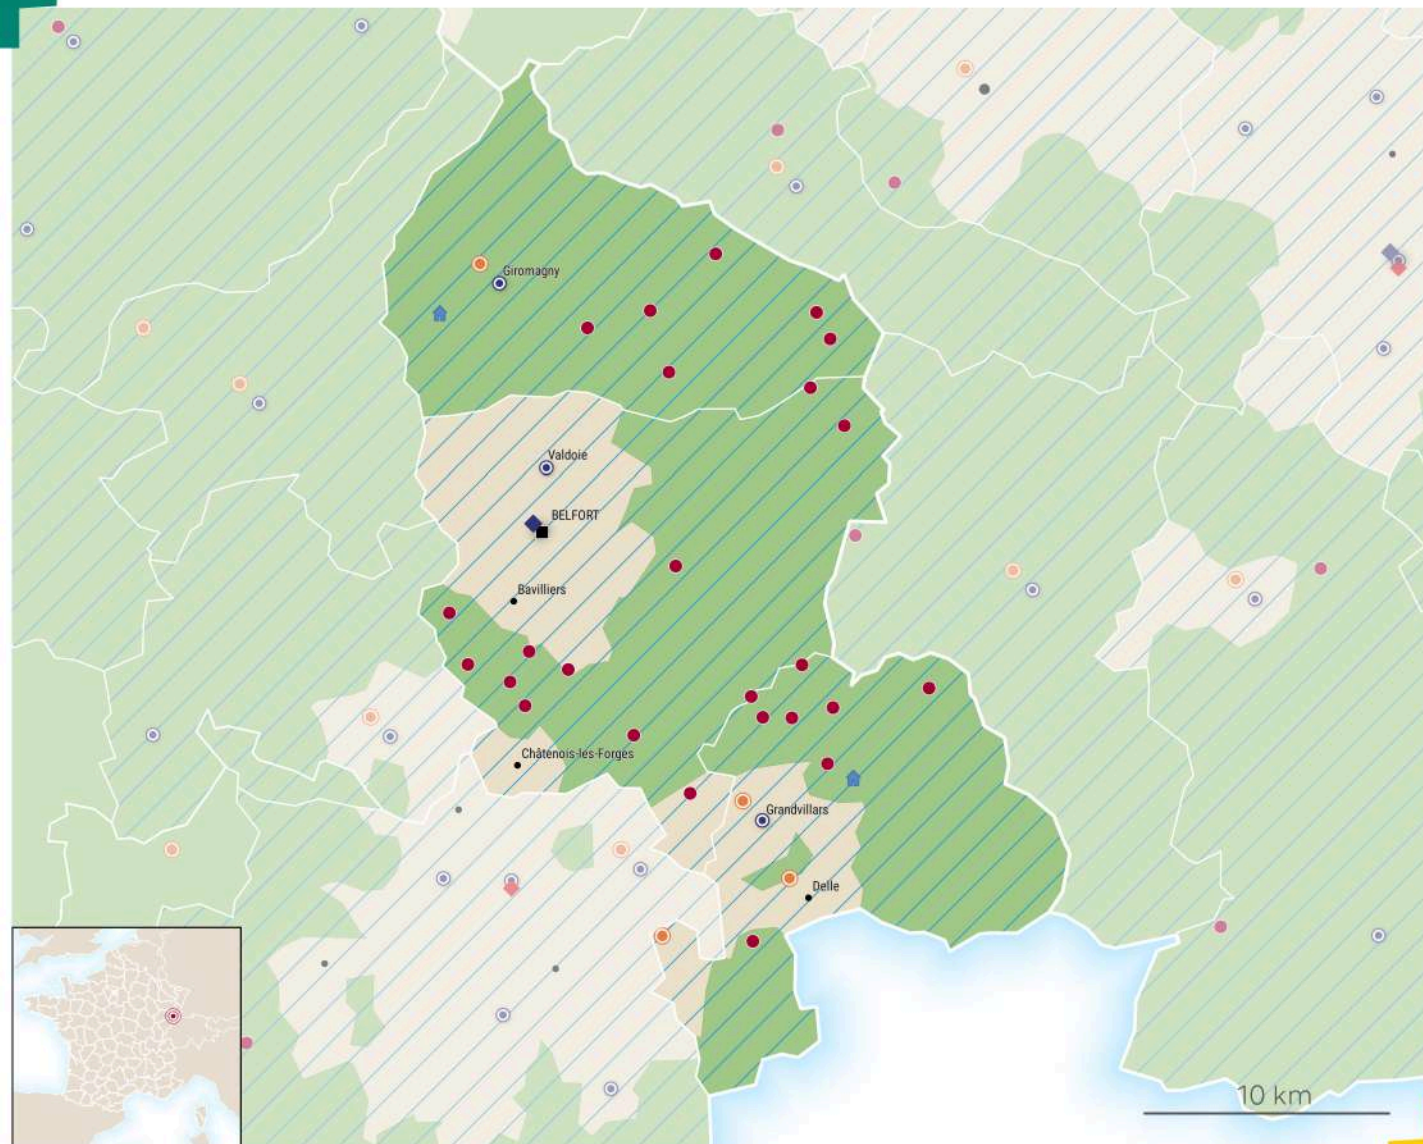 Giromagny
Valdoie
BELFORT
Bavilliers
Châtenois-les-Forges
Grandvillars
Delle
10 km